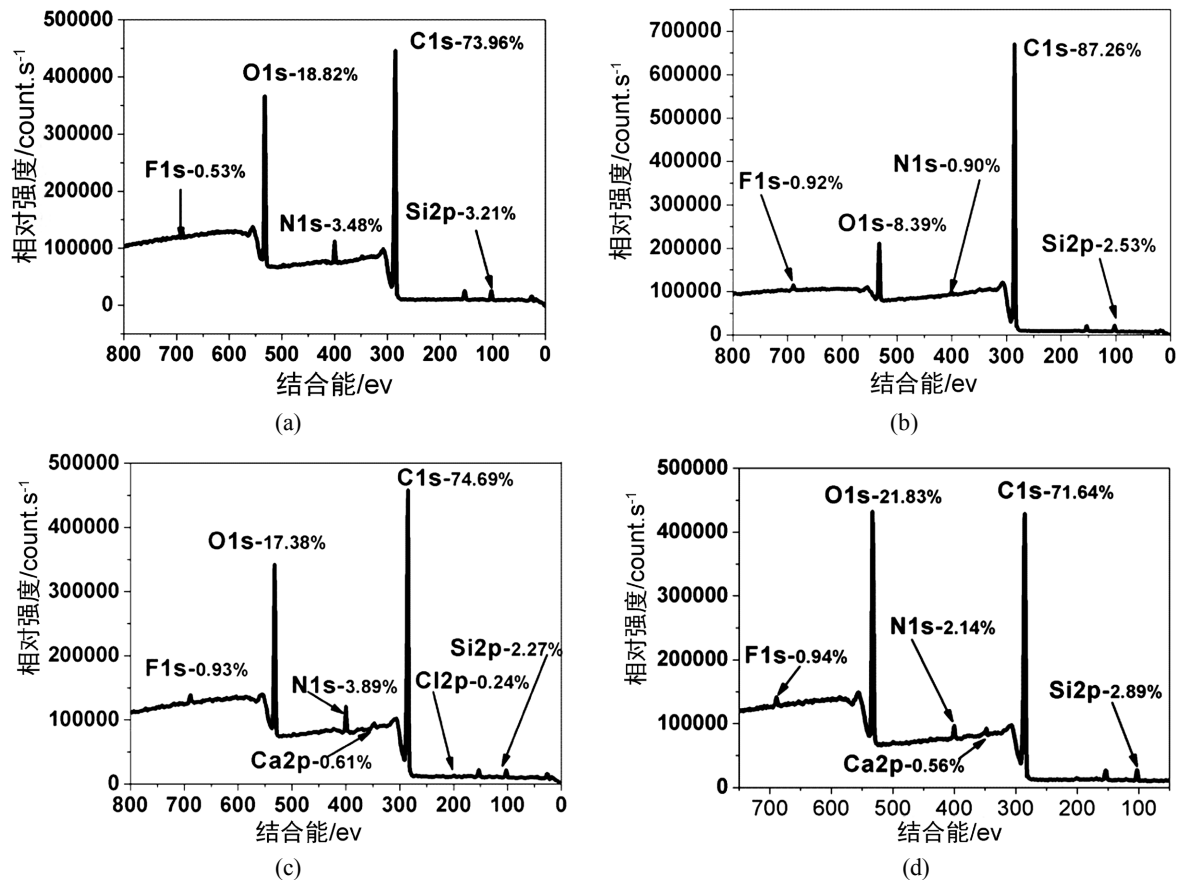 500000
400000
300000
200000
100000
0
相对强度/count.s-1
C1s-73.96%
O1s-18.82%
F1s-0.53%
N1s-3.48%
Si2p-3.21%
800 700 600 500 400 300 200 100 0
结合能/ev
(a)
700000
600000
500000
400000
300000
200000
100000
0
相对强度/count.s-1
C1s-87.26%
F1s-0.92%
N1s-0.90%
O1s-8.39%
Si2p-2.53%
800 700 600 500 400 300 200 100 0
结合能/ev
(b)
500000
400000
300000
200000
100000
0
相对强度/count.s-1
C1s-74.69%
O1s-17.38%
F1s-0.93%
N1s-3.89%
Si2p-2.27%
Cl2p-0.24%
Ca2p-0.61%
800 700 600 500 400 300 200 100 0
结合能/ev
(c)
500000
400000
300000
200000
100000
0
相对强度/count.s-1
O1s-21.83%
C1s-71.64%
N1s-2.14%
F1s-0.94%
Si2p-2.89%
Ca2p-0.56%
700 600 500 400 300 200 100
结合能/ev
(d)